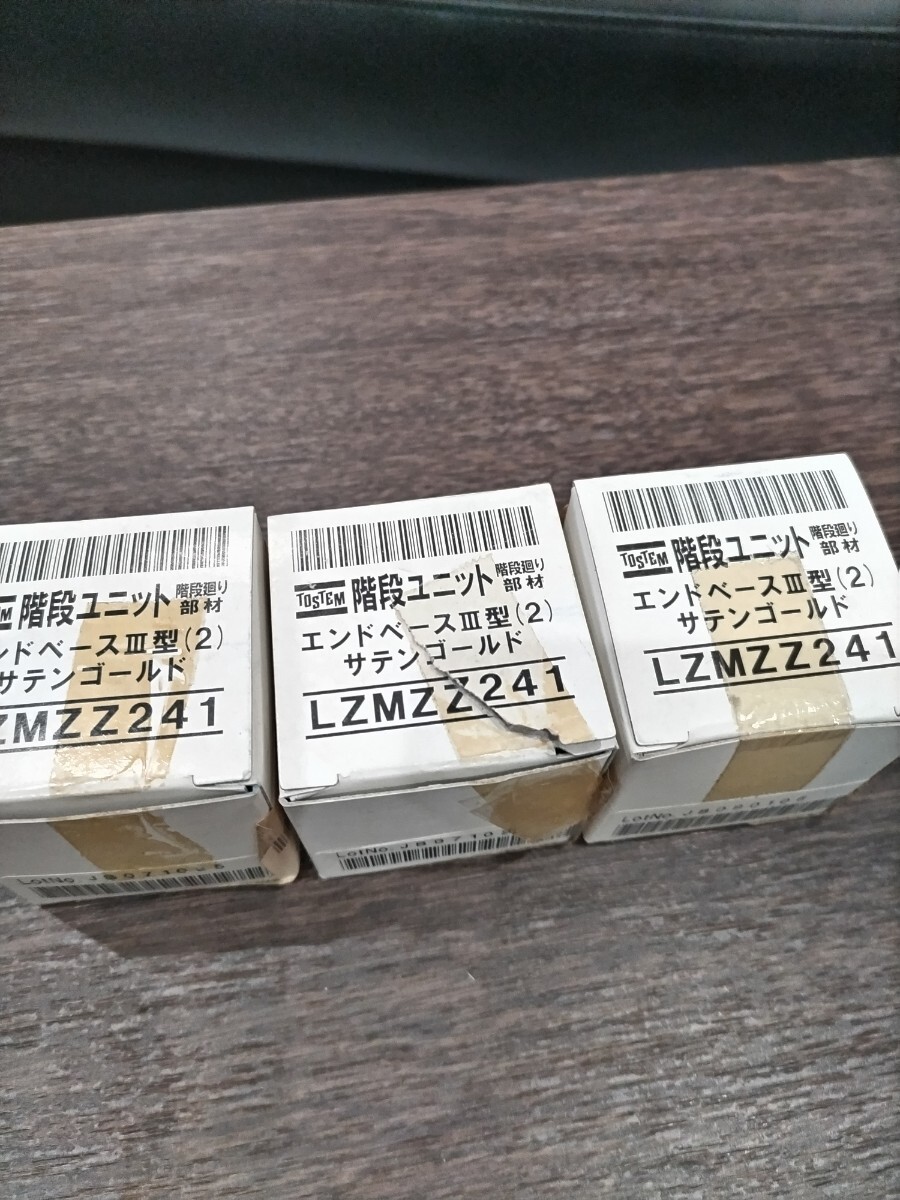 階段ユニット 階段廻り部材
ンドベースⅢ型(2)
サテンゴールド
ZMZZ241
LotNo.
TOSTEM 階段ユニット 階段廻り部材
エンドベースⅢ型(2)
サテンゴールド
LZMZZ241
LotNo.
TOSTEM 階段ユニット 階段廻り部材
エンドベースⅢ型(2)
サテンゴールド
LZMZZ241
LotNo.